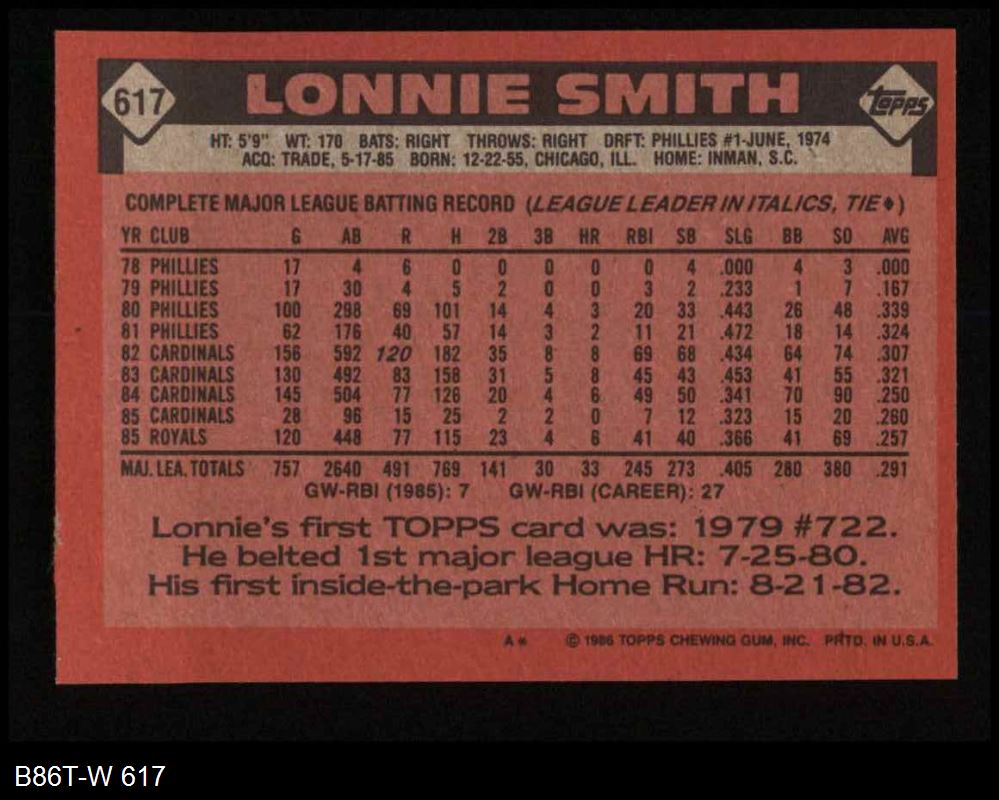 617 LONNIE SMITH Topps
HT: 5'9" WT: 170 BATS: RIGHT THROWS: RIGHT DRFT: PHILLIES #1-JUNE, 1974
ACQ: TRADE, 5-17-85 BORN: 12-22-55, CHICAGO, ILL. HOME: INMAN, S.C.
COMPLETE MAJOR LEAGUE BATTING RECORD (LEAGUE LEADER IN ITALICS, TIE♦)
YR CLUB G AB R H 2B 3B HR RBI SB SLG BB SO AVG
78 PHILLIES 17 4 6 0 0 0 0 0 4 .000 4 3 .000
79 PHILLIES 17 30 4 5 2 0 0 3 2 .233 1 7 .167
80 PHILLIES 100 298 69 101 14 4 3 20 33 .443 26 48 .339
81 PHILLIES 62 176 40 57 14 3 2 11 21 .472 18 14 .324
82 CARDINALS 156 592 120 182 35 8 8 69 68 .434 64 74 .307
83 CARDINALS 130 492 83 158 31 5 8 45 43 .453 41 55 .321
84 CARDINALS 145 504 77 126 20 4 6 49 50 .341 70 90 .250
85 CARDINALS 28 96 15 25 2 2 0 7 12 .323 15 20 .260
85 ROYALS 120 448 77 115 23 4 6 41 40 .366 41 69 .257
MAJ. LEA. TOTALS 757 2640 491 769 141 30 33 245 273 .405 280 380 .291
GW-RBI (1985): 7 GW-RBI (CAREER): 27
Lonnie's first TOPPS card was: 1979 #722.
He belted 1st major league HR: 7-25-80.
His first inside-the-park Home Run: 8-21-82.
A* © 1986 TOPPS CHEWING GUM, INC. PRTD. IN U.S.A.
B86T-W 617